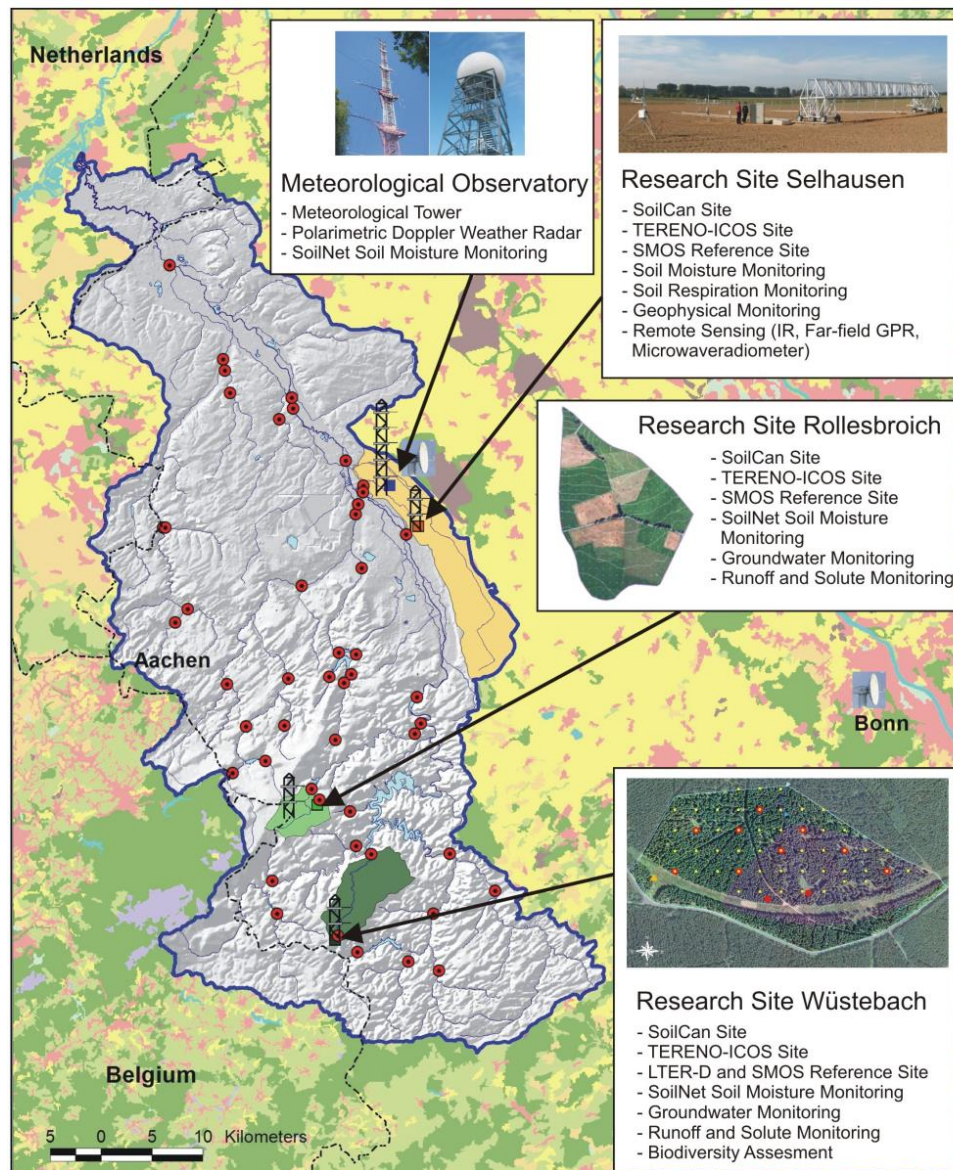 Netherlands
Meteorological Observatory
- Meteorological Tower
- Polarimetric Doppler Weather Radar
- SoilNet Soil Moisture Monitoring
Research Site Selhausen
- SoilCan Site
- TERENO-ICOS Site
- SMOS Reference Site
- Soil Moisture Monitoring
- Soil Respiration Monitoring
- Geophysical Monitoring
- Remote Sensing (IR, Far-field GPR,
Microwaveradiometer)
Research Site Rollesbroich
- SoilCan Site
- TERENO-ICOS Site
- SMOS Reference Site
- SoilNet Soil Moisture
Monitoring
- Groundwater Monitoring
- Runoff and Solute Monitoring
Aachen
Bonn
Research Site Wüstebach
- SoilCan Site
- TERENO-ICOS Site
- LTER-D and SMOS Reference Site
- SoilNet Soil Moisture Monitoring
- Groundwater Monitoring
- Runoff and Solute Monitoring
- Biodiversity Assesment
Belgium
5 0 5 10 Kilometers